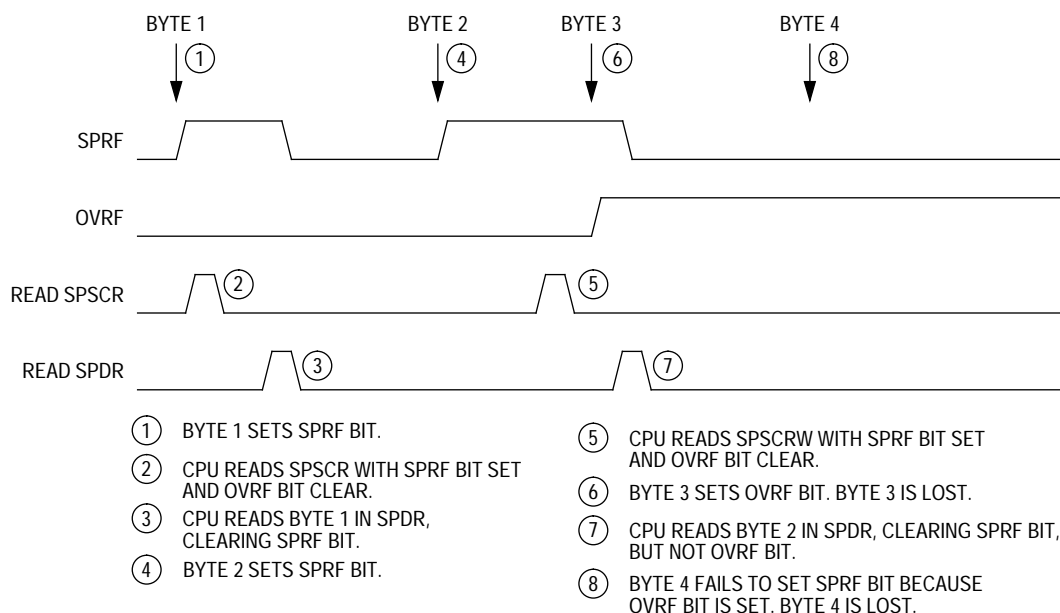 BYTE 1 BYTE 2 BYTE 3 BYTE 4
1 4 6 8
SPRF
OVRF
READ SPSCR 2 5
READ SPDR 3 7
1 BYTE 1 SETS SPRF BIT.
2 CPU READS SPSCR WITH SPRF BIT SET
AND OVRF BIT CLEAR.
3 CPU READS BYTE 1 IN SPDR,
CLEARING SPRF BIT.
4 BYTE 2 SETS SPRF BIT.
5 CPU READS SPSCRW WITH SPRF BIT SET
AND OVRF BIT CLEAR.
6 BYTE 3 SETS OVRF BIT. BYTE 3 IS LOST.
7 CPU READS BYTE 2 IN SPDR, CLEARING SPRF BIT,
BUT NOT OVRF BIT.
8 BYTE 4 FAILS TO SET SPRF BIT BECAUSE
OVRF BIT IS SET. BYTE 4 IS LOST.